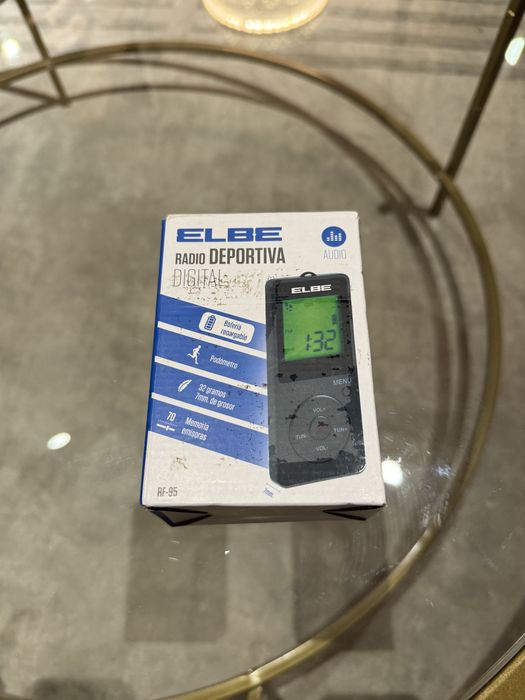 ELBE
RADIO DEPORTIVA
DIGITAL
AUDIO
ELBE
132
MENU
VOL+
TUN-
TUN+
VOL-
Batería
recargable
Podómetro
32 gramos
7mm. de grosor
70
Memoria
emisoras
RF-95
7mm